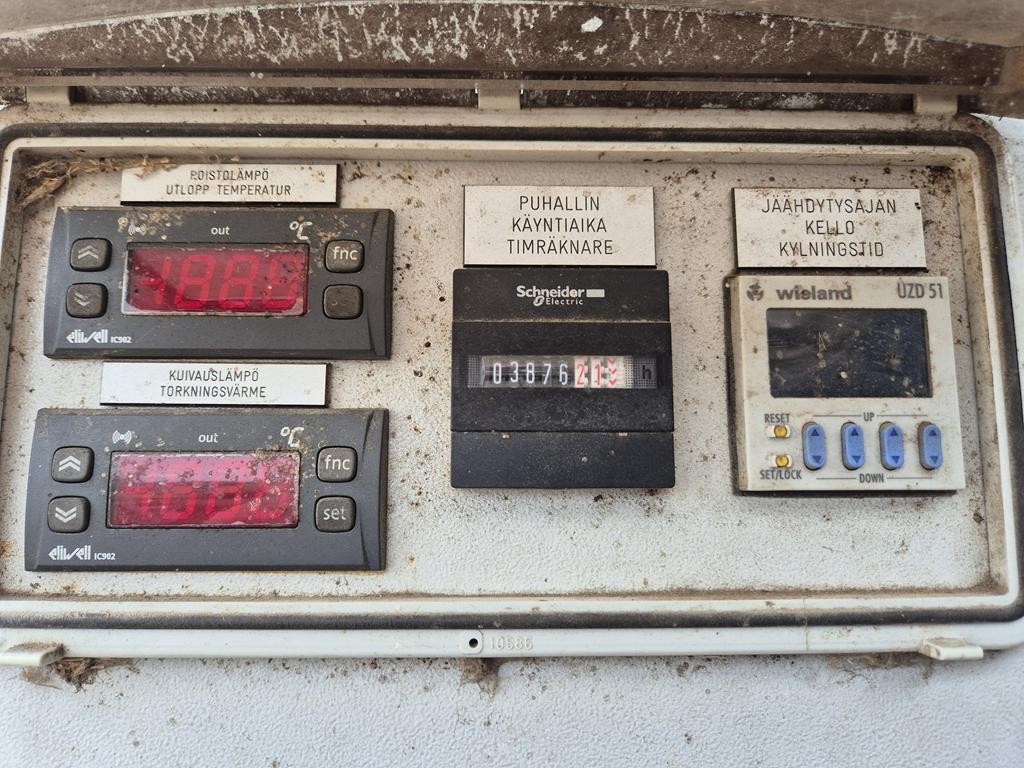 POISTOLÄMPÖ
UTLOPP TEMPERATUR
out
°C
fnc
eliwell IC902
KUIVAUSLÄMPÖ
TORKNINGSVÄRME
out
°C
fnc
set
eliwell IC902
PUHALLIN
KÄYNTIAIKA
TIMRÄKNARE
Schneider
Electric
03876 21 h
JÄÄHDYTYSAJAN
KELLO
KYLNINGSTID
wieland UZD 51
RESET UP
SET/LOCK DOWN
10586